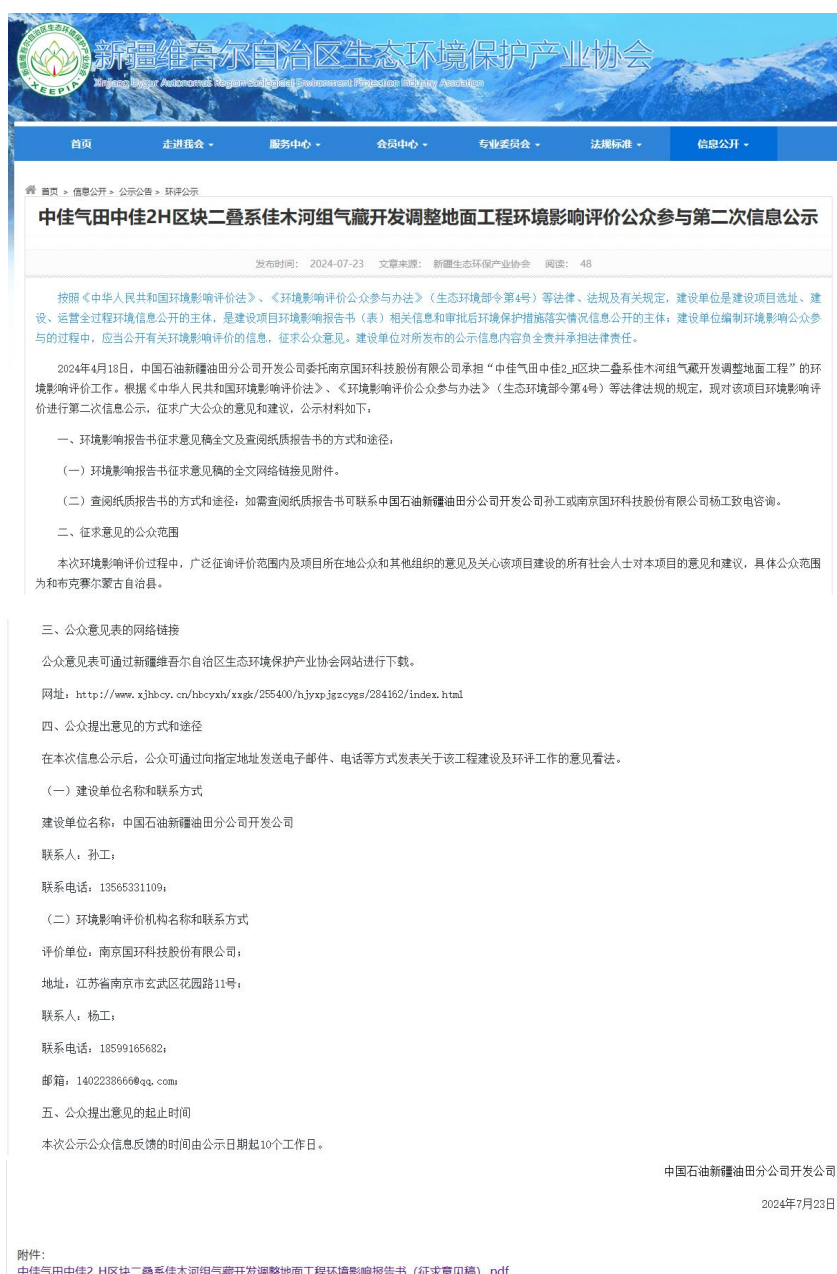 新疆维吾尔自治区生态环境保护产业协会
Xinjiang Uygur Autonomous Region Ecological Environment Protection Industry
XEEPIA
首页 走进我会 服务中心 会员中心 专业委员会 法规标准 信息公开
首页 > 信息公开 > 公示公告 > 环评公示
中佳气田中佳2H区块二叠系佳木河组气藏开发调整地面工程环境影响评价公众参与第二次信息公示
发布时间： 2024-07-23 文章来源： 新疆生态环保产业协会 阅读： 48
按照《中华人民共和国环境影响评价法》、《环境影响评价公众参与办法》（生态环境部令第4号）等法律、法规及有关规定，建设单位是建设项目选址、建
设、运营全过程环境信息公开的主体，是建设项目环境影响报告书（表）相关信息和审批后环境保护措施落实情况信息公开的主体；建设单位编制环境影响公众参
与的过程中，应当公开有关环境影响评价的信息，征求公众意见。建设单位对所发布的公示信息内容负全责并承担法律责任。
2024年4月18日，中国石油新疆油田分公司开发公司委托南京国环科技股份有限公司承担“中佳气田中佳2_H区块二叠系佳木河组气藏开发调整地面工程”的环
境影响评价工作。根据《中华人民共和国环境影响评价法》、《环境影响评价公众参与办法》（生态环境部令第4号）等法律法规的规定，现对该项目环境影响评
价进行第二次信息公示，征求广大公众的意见和建议，公示材料如下：
一、环境影响报告书征求意见稿全文及查阅纸质报告书的方式和途径：
（一）环境影响报告书征求意见稿的全文网络链接见附件。
（二）查阅纸质报告书的方式和途径：如需查阅纸质报告书可联系中国石油新疆油田分公司开发公司孙工或南京国环科技股份有限公司杨工致电咨询。
二、征求意见的公众范围
本次环境影响评价过程中，广泛征询评价范围内及项目所在地公众和其他组织的意见及关心该项目建设的所有社会人士对本项目的意见和建议，具体公众范围
为和布克赛尔蒙古自治县。
三、公众意见表的网络链接
公众意见表可通过新疆维吾尔自治区生态环境保护产业协会网站进行下载。
网址：http://www.xjhbcy.cn/hbcyxh/xxgk/255400/hjyxpjgzcygs/284162/index.html
四、公众提出意见的方式和途径
在本次信息公示后，公众可通过向指定地址发送电子邮件、电话等方式发表关于该工程建设及环评工作的意见看法。
（一）建设单位名称和联系方式
建设单位名称：中国石油新疆油田分公司开发公司
联系人：孙工；
联系电话：13565331109；
（二）环境影响评价机构名称和联系方式
评价单位：南京国环科技股份有限公司；
地址：江苏省南京市玄武区花园路11号；
联系人：杨工；
联系电话：18599165682；
邮箱：1402238666@qq.com；
五、公众提出意见的起止时间
本次公示公众信息反馈的时间由公示日期起10个工作日。
中国石油新疆油田分公司开发公司
2024年7月23日
附件：
中佳气田中佳2_H区块二叠系佳木河组气藏开发调整地面工程环境影响报告书（征求意见稿）.pdf